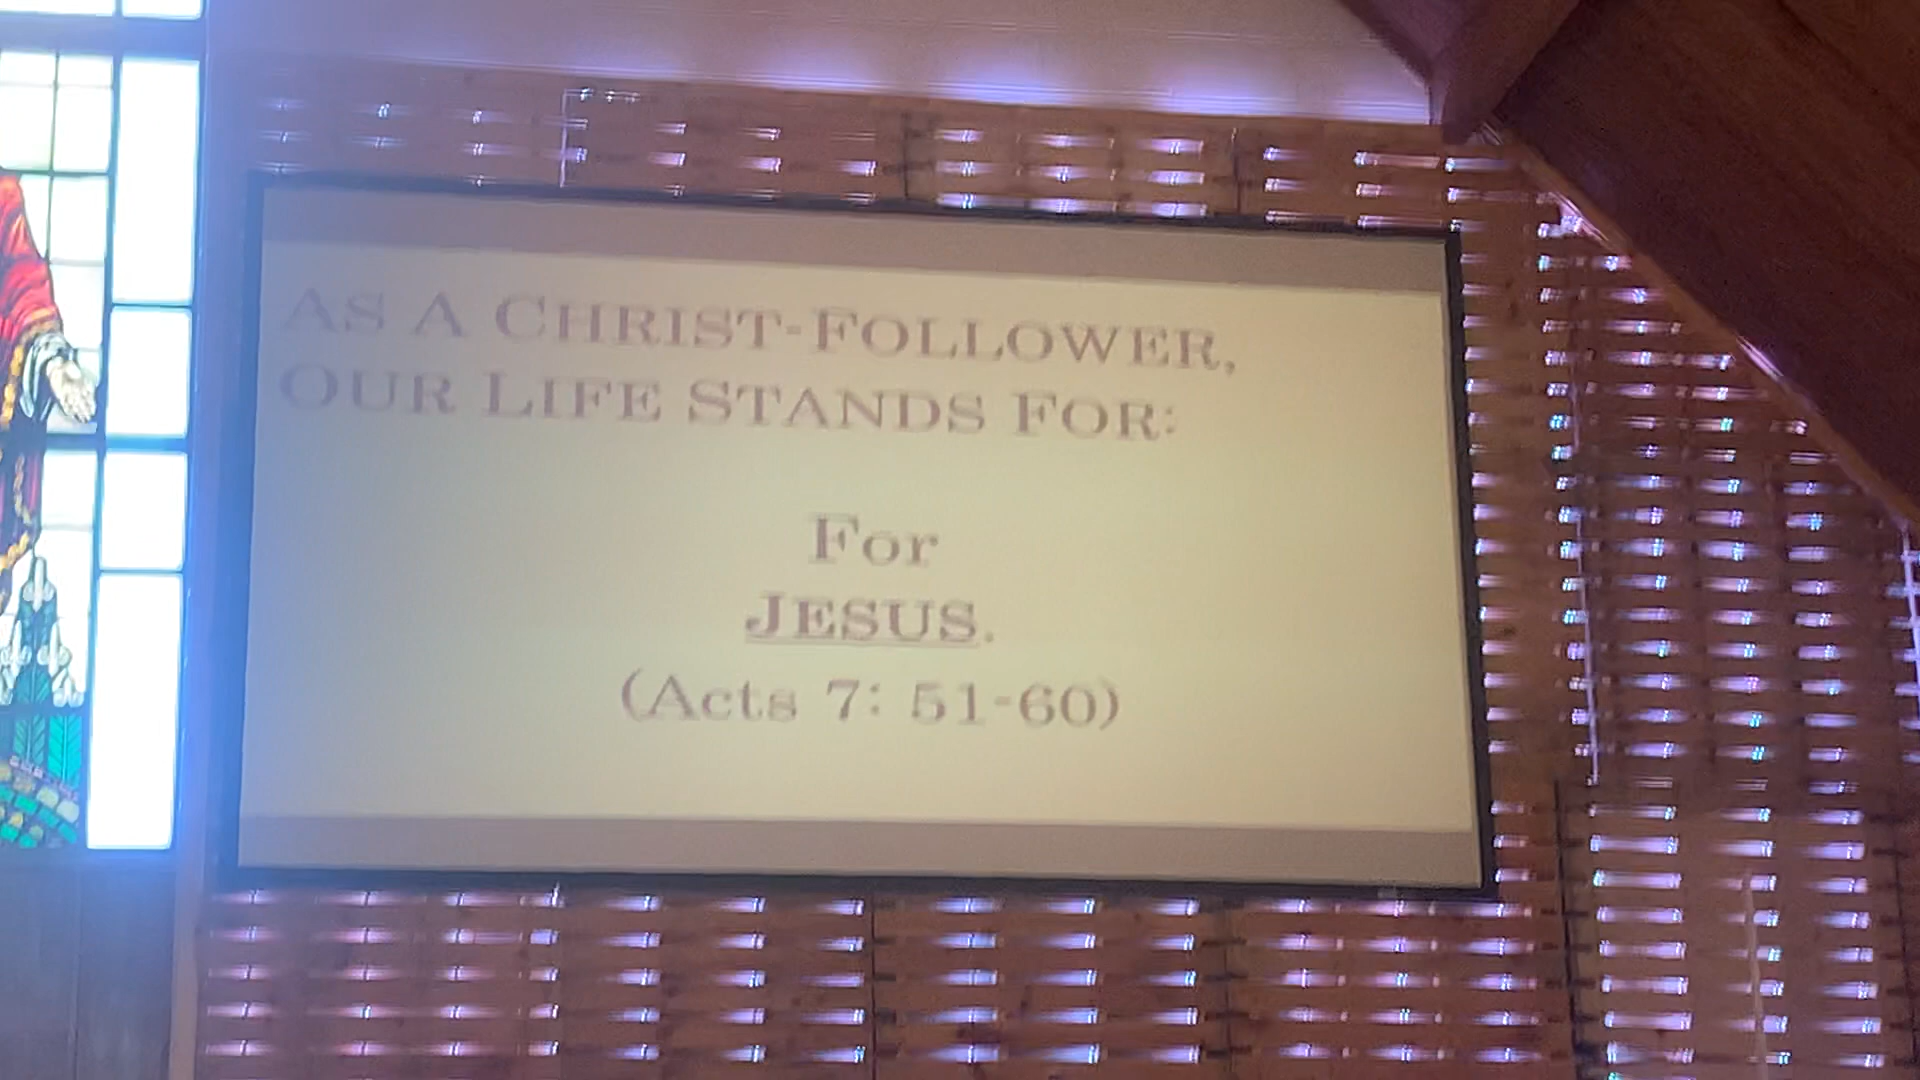 AS A CHRIST-FOLLOWER,
OUR LIFE STANDS FOR:
For
JESUS.
(Acts 7: 51-60)